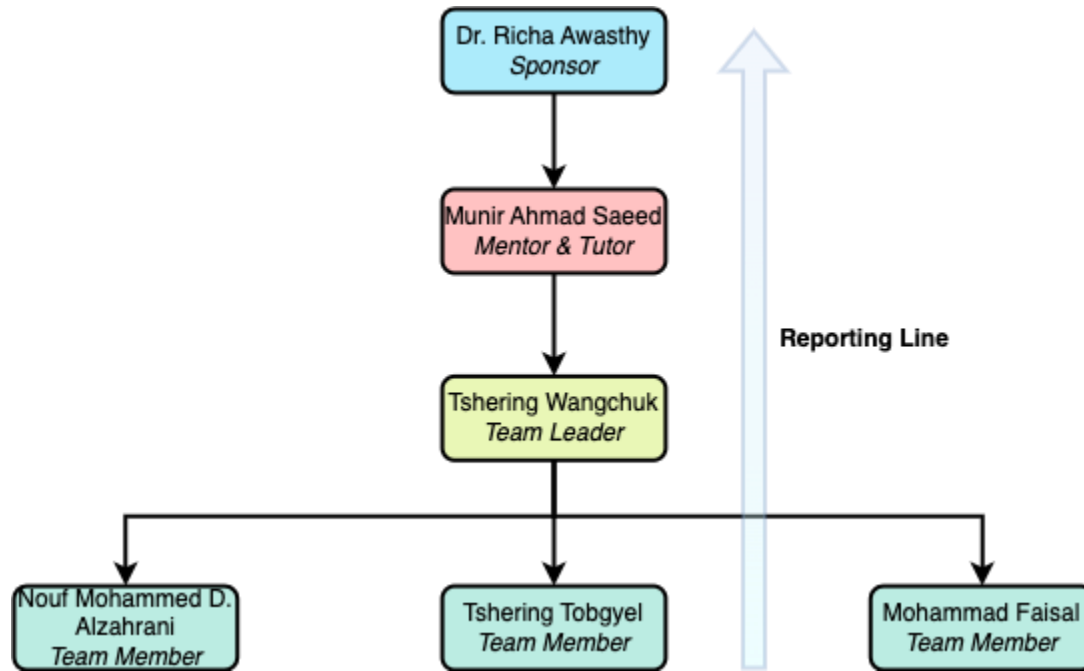 Dr. Richa Awasthy
Sponsor
Munir Ahmad Saeed
Mentor & Tutor
Reporting Line
Tshering Wangchuk
Team Leader
Nouf Mohammed D.
Alzahrani
Team Member
Tshering Tobgyel
Team Member
Mohammad Faisal
Team Member